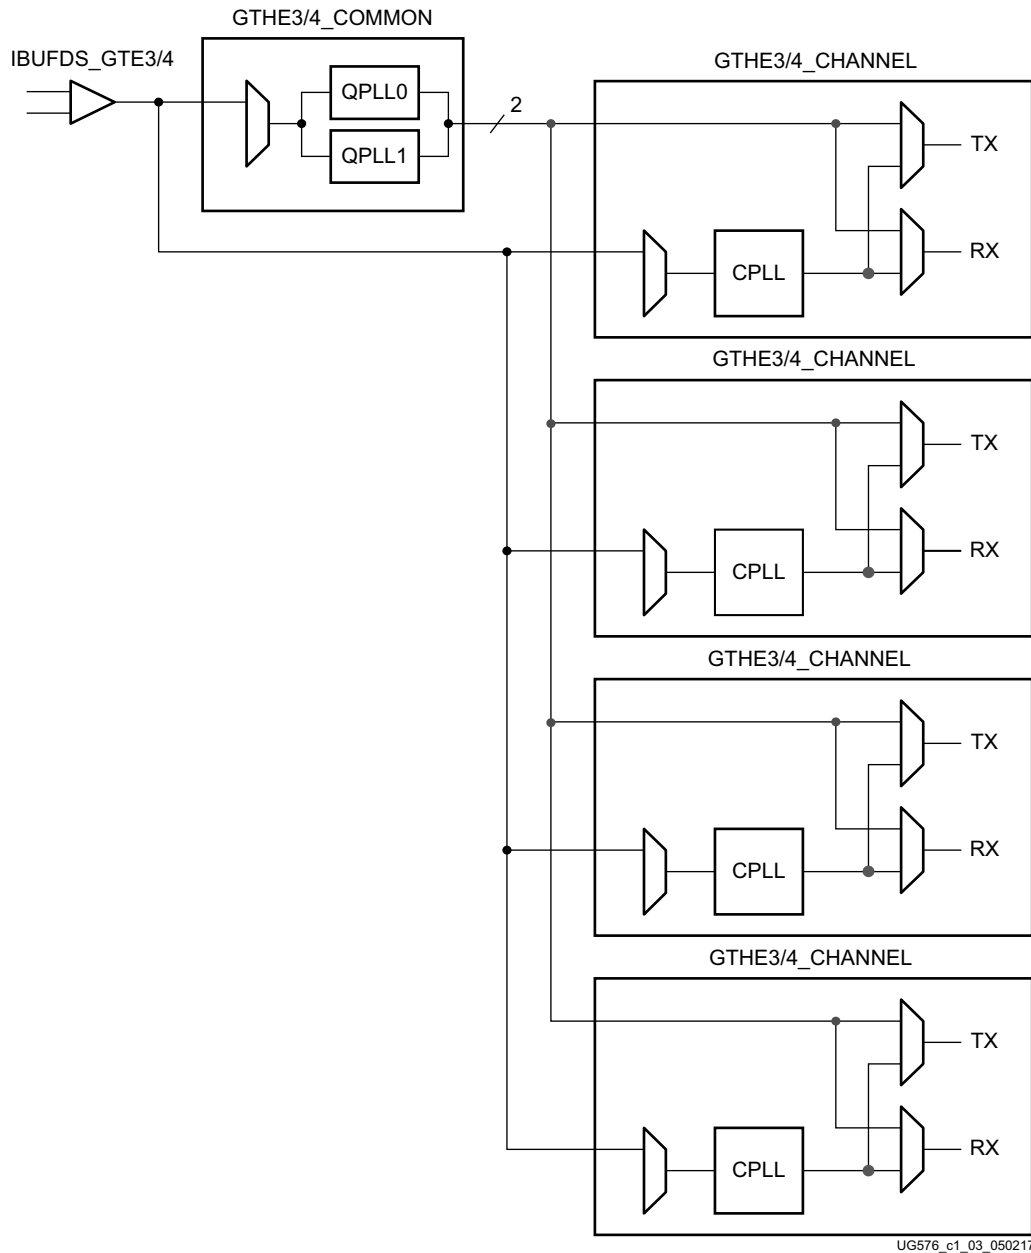 GTHE3/4_COMMON
IBUFDS_GTE3/4
QPLL0
QPLL1
2
GTHE3/4_CHANNEL
TX
RX
CPLL
GTHE3/4_CHANNEL
TX
RX
CPLL
GTHE3/4_CHANNEL
TX
RX
CPLL
GTHE3/4_CHANNEL
TX
RX
CPLL
UG576_c1_03_050217